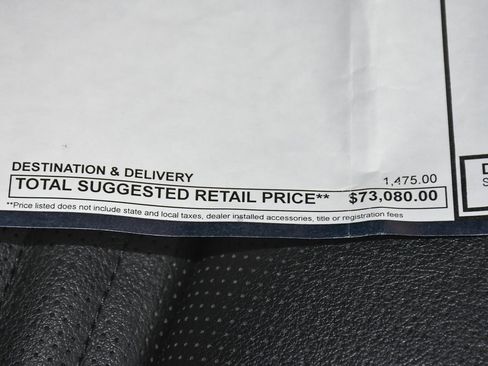 DESTINATION & DELIVERY 1,475.00
TOTAL SUGGESTED RETAIL PRICE** $73,080.00
**Price listed does not include state and local taxes, dealer installed accessories, title or registration fees
D
S